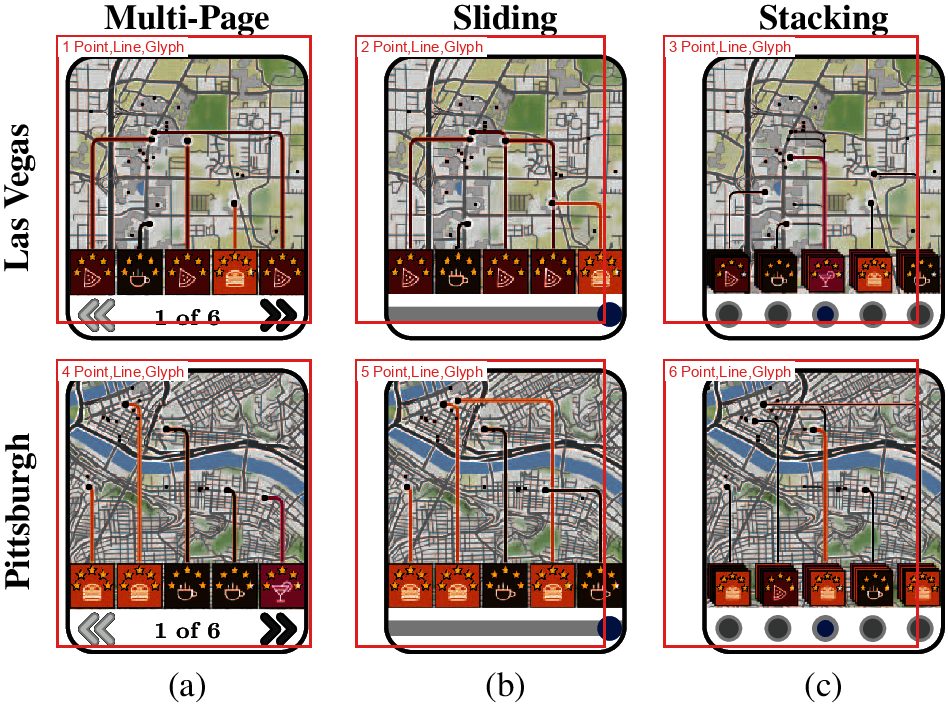 Multi-Page Sliding Stacking
Las Vegas
1 Point,Line,Glyph
2 Point,Line,Glyph
3 Point,Line,Glyph
1 of 6
Pittsburgh
4 Point,Line,Glyph
5 Point,Line,Glyph
6 Point,Line,Glyph
1 of 6
(a) (b) (c)